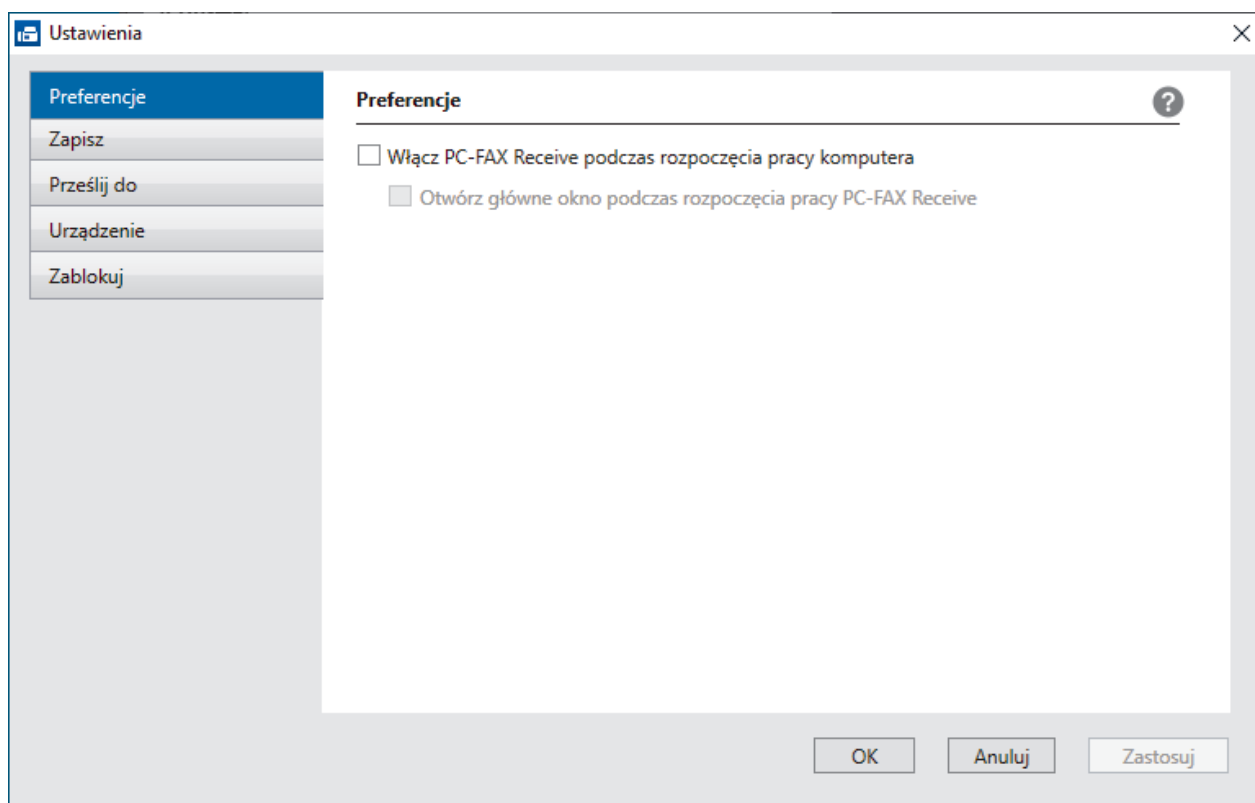 Ustawienia
Preferencje
Zapisz
Prześlij do
Urządzenie
Zablokuj
Preferencje
?
Włącz PC-FAX Receive podczas rozpoczęcia pracy komputera
Otwórz główne okno podczas rozpoczęcia pracy PC-FAX Receive
OK
Anuluj
Zastosuj